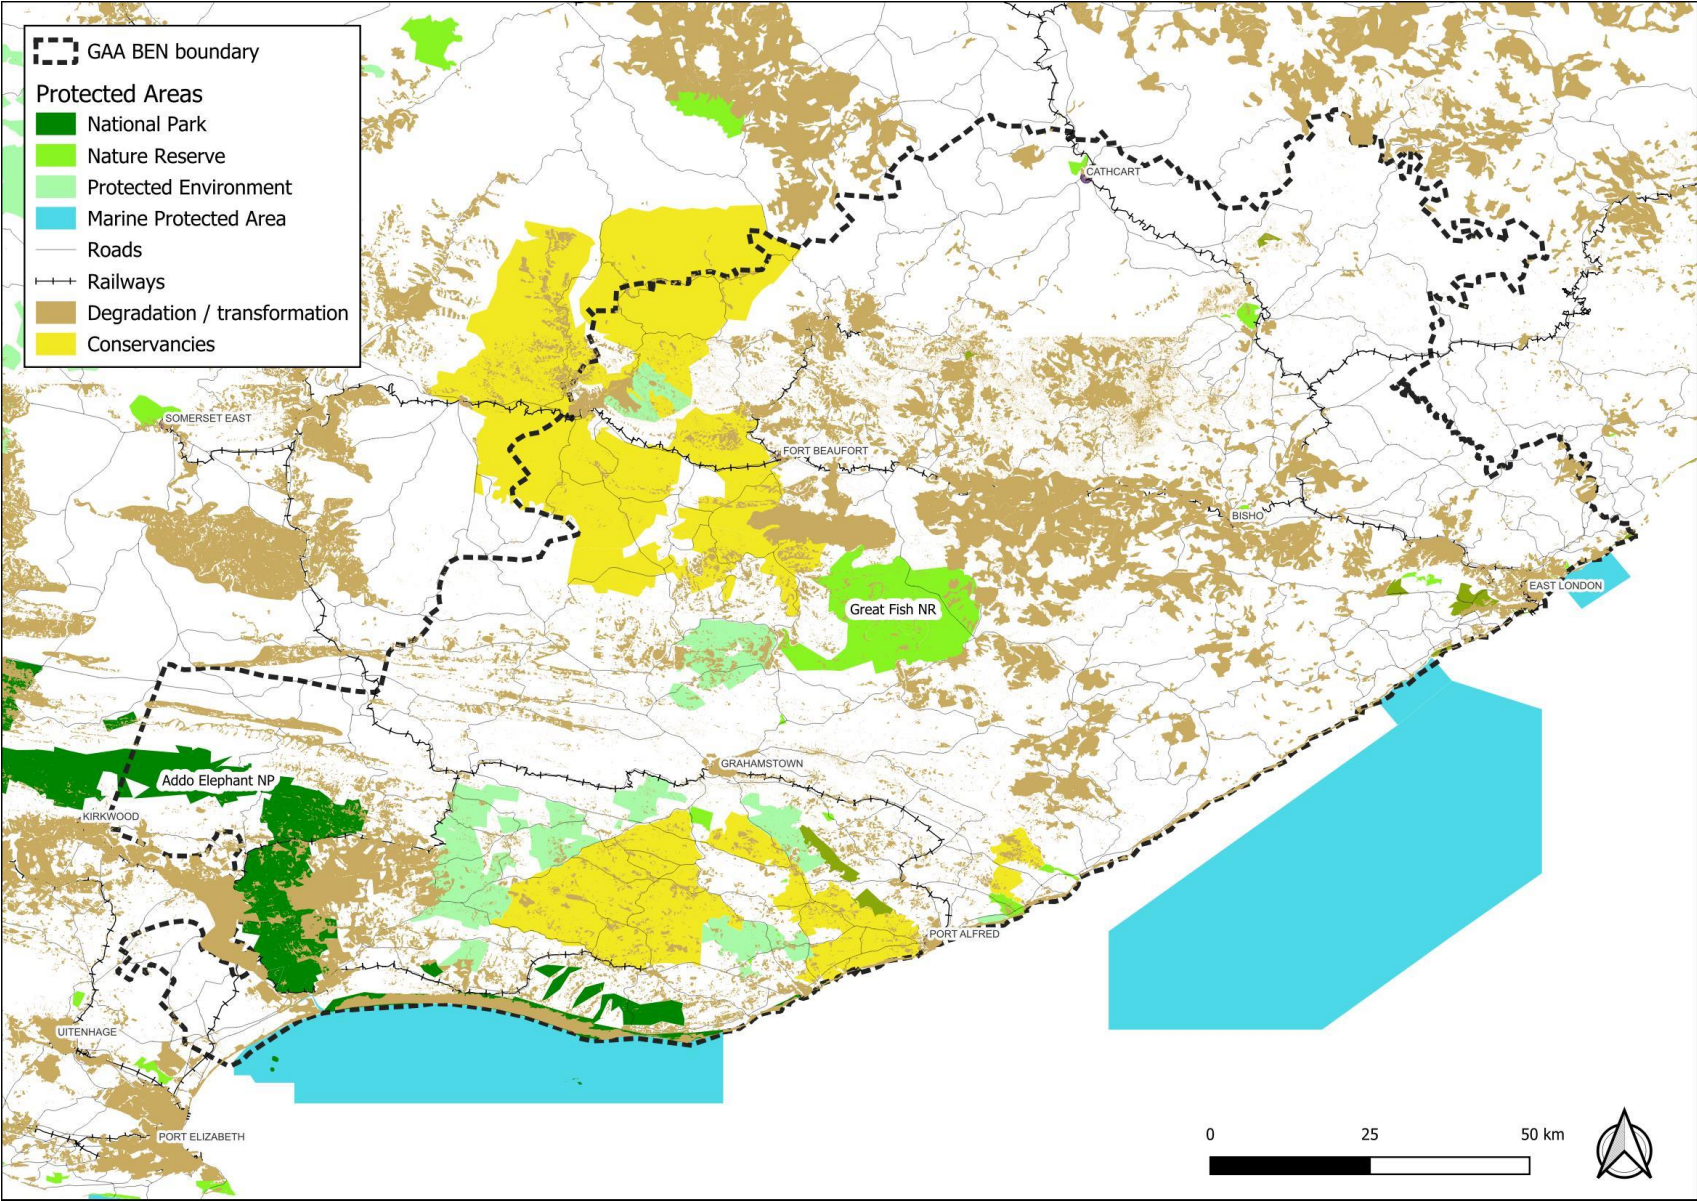 GAA BEN boundary
Protected Areas
National Park
Nature Reserve
Protected Environment
Marine Protected Area
Roads
Railways
Degradation / transformation
Conservancies
CATHCART
SOMERSET EAST
FORT BEAUFORT
BISHO
EAST LONDON
Great Fish NR
GRAHAMSTOWN
Addo Elephant NP
KIRKWOOD
PORT ALFRED
UITENHAGE
PORT ELIZABETH
0 25 50 km